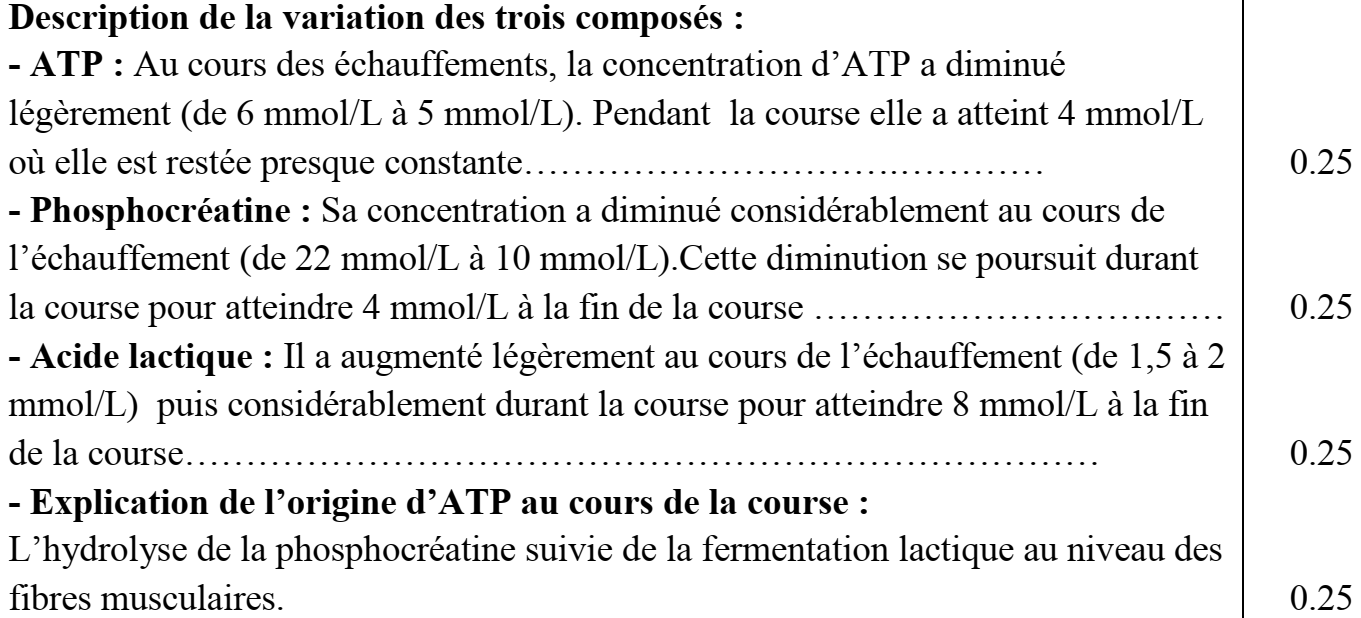 Description de la variation des trois composés :
- ATP : Au cours des échauffements, la concentration d’ATP a diminué
légèrement (de 6 mmol/L à 5 mmol/L). Pendant  la course elle a atteint 4 mmol/L
où elle est restée presque constante……………………………….………… 0.25
- Phosphocréatine : Sa concentration a diminué considérablement au cours de
l’échauffement (de 22 mmol/L à 10 mmol/L).Cette diminution se poursuit durant
la course pour atteindre 4 mmol/L à la fin de la course …………………………….…… 0.25
- Acide lactique : Il a augmenté légèrement au cours de l’échauffement (de 1,5 à 2
mmol/L)  puis considérablement durant la course pour atteindre 8 mmol/L à la fin
de la course……………………………………………………………………… 0.25
- Explication de l’origine d’ATP au cours de la course :
L’hydrolyse de la phosphocréatine suivie de la fermentation lactique au niveau des
fibres musculaires. 0.25